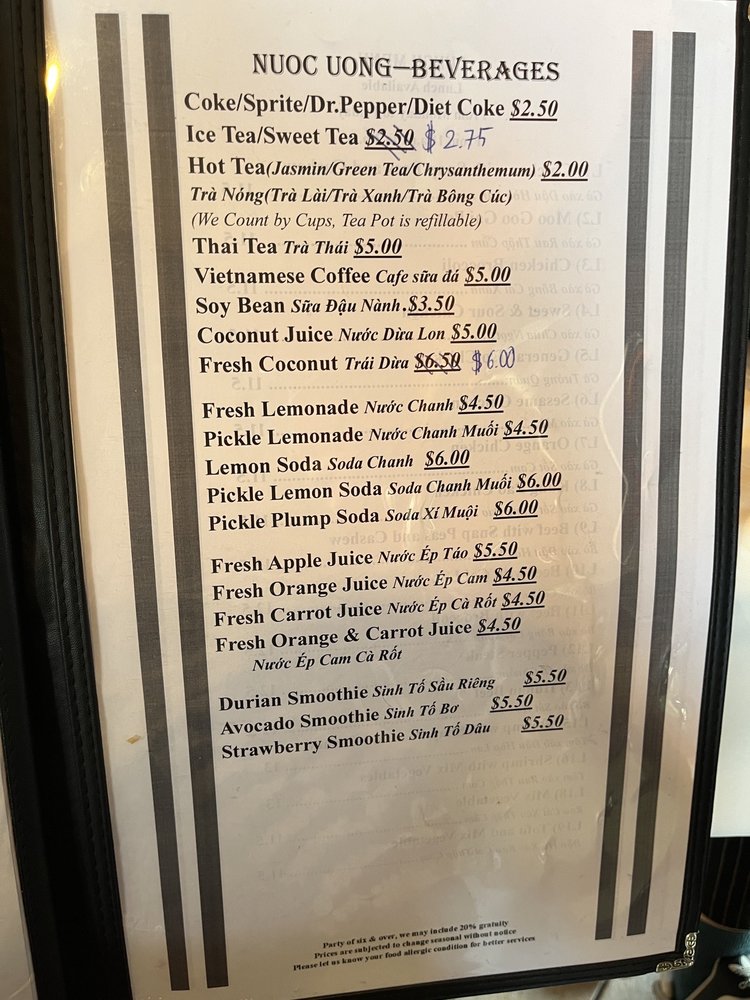 NUOC UONG—BEVERAGES
Coke/Sprite/Dr.Pepper/Diet Coke $2.50
Ice Tea/Sweet Tea $2.50 $2.75
Hot Tea(Jasmin/Green Tea/Chrysanthemum) $2.00
Trà Nóng(Trà Lài/Trà Xanh/Trà Bông Cúc)
(We Count by Cups, Tea Pot is refillable)
Thai Tea Trà Thái $5.00
Vietnamese Coffee Cafe sữa đá $5.00
Soy Bean Sữa Đậu Nành.$3.50
Coconut Juice Nước Dừa Lon $5.00
Fresh Coconut Trái Dừa $6.50 $6.00
Fresh Lemonade Nước Chanh $4.50
Pickle Lemonade Nước Chanh Muối $4.50
Lemon Soda Soda Chanh $6.00
Pickle Lemon Soda Soda Chanh Muối $6.00
Pickle Plump Soda Soda Xí Muội $6.00
Fresh Apple Juice Nước Ép Táo $5.50
Fresh Orange Juice Nước Ép Cam $4.50
Fresh Carrot Juice Nước Ép Cà Rốt $4.50
Fresh Orange & Carrot Juice $4.50
Nước Ép Cam Cà Rốt
Durian Smoothie Sinh Tố Sầu Riêng $5.50
Avocado Smoothie Sinh Tố Bơ $5.50
Strawberry Smoothie Sinh Tố Dâu $5.50
Party of six & over, we may include 20% gratuity
Prices are subjected to change seasonal without notice
Please let us know your food allergic condition for better services